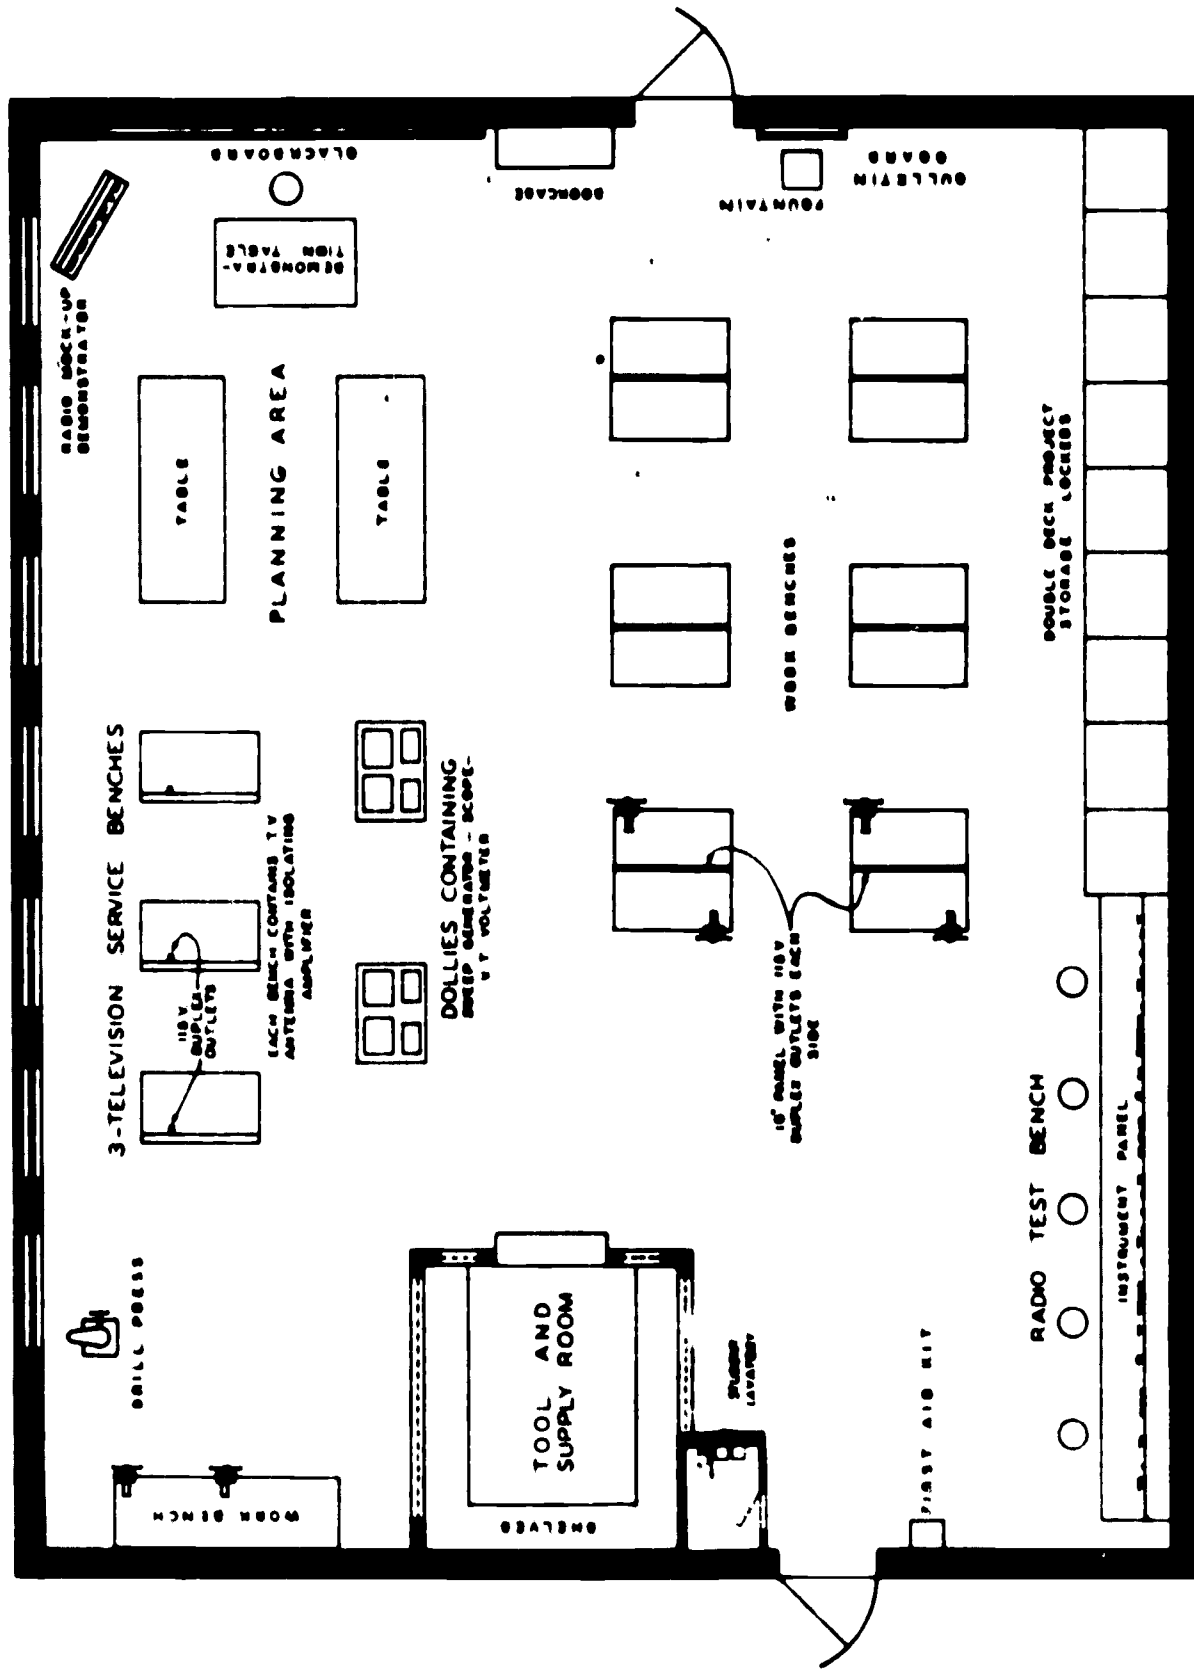 BLACKBOARD
BOOKCASE
FOUNTAIN
BULLETIN
BOARD
DEMONSTRA-
TION TABLE
RADIO MOCK-UP
DEMONSTRATOR
TABLE
PLANNING AREA
TABLE
WORK BENCHES
DOUBLE DECK PROJECT
STORAGE LOCKERS
3-TELEVISION SERVICE BENCHES
115 V
DUPLEX
OUTLETS
EACH BENCH CONTAINS T V
ANTENNA WITH ISOLATING
AMPLIFIER
DOLLIES CONTAINING
SWEEP GENERATOR - SCOPE-
V T VOLTMETER
10" PANEL WITH 115 V
DUPLEX OUTLETS EACH
SIDE
RADIO TEST BENCH
INSTRUMENT PANEL
DRILL PRESS
WORK BENCH
TOOL AND
SUPPLY ROOM
SHELVES
LAVATORY
FIRST AID KIT